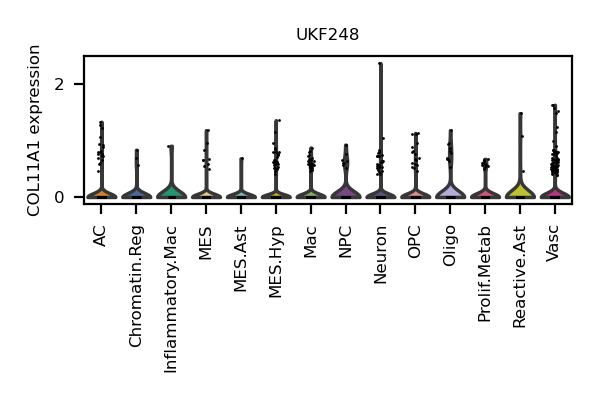 UKF248
COL11A1 expression
2
0
AC
Chromatin.Reg
Inflammatory.Mac
MES
MES.Ast
MES.Hyp
Mac
NPC
Neuron
OPC
Oligo
Prolif.Metab
Reactive.Ast
Vasc